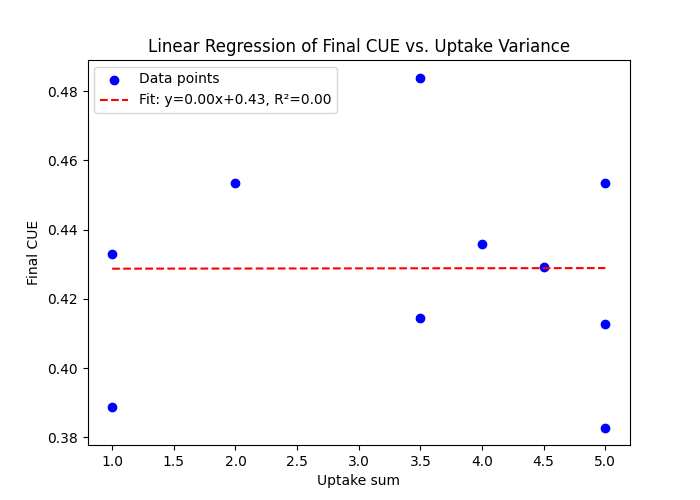 Linear Regression of Final CUE vs. Uptake Variance
Data points
Fit: y=0.00x+0.43, R²=0.00
0.48
0.46
0.44
0.42
0.40
0.38
Final CUE
1.0 1.5 2.0 2.5 3.0 3.5 4.0 4.5 5.0
Uptake sum